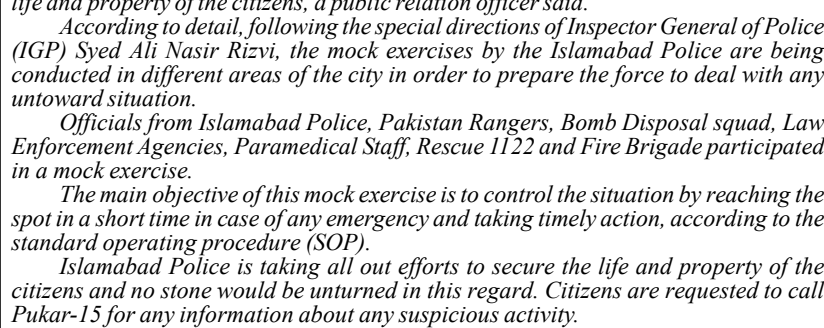 life and property of the citizens, a public relation officer said.
According to detail, following the special directions of Inspector General of Police
(IGP) Syed Ali Nasir Rizvi, the mock exercises by the Islamabad Police are being
conducted in different areas of the city in order to prepare the force to deal with any
untoward situation.
Officials from Islamabad Police, Pakistan Rangers, Bomb Disposal squad, Law
Enforcement Agencies, Paramedical Staff, Rescue 1122 and Fire Brigade participated
in a mock exercise.
The main objective of this mock exercise is to control the situation by reaching the
spot in a short time in case of any emergency and taking timely action, according to the
standard operating procedure (SOP).
Islamabad Police is taking all out efforts to secure the life and property of the
citizens and no stone would be unturned in this regard. Citizens are requested to call
Pukar-15 for any information about any suspicious activity.